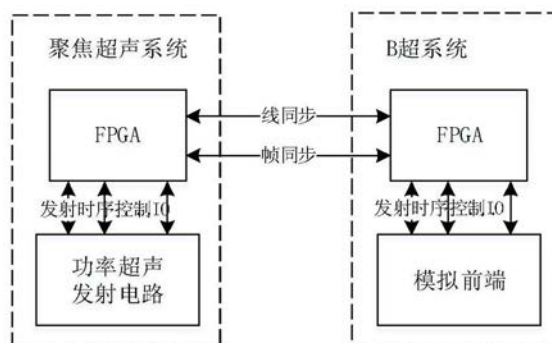 聚焦超声系统
B超系统
FPGA
线同步
帧同步
FPGA
发射时序控制IO
发射时序控制IO
功率超声
发射电路
模拟前端